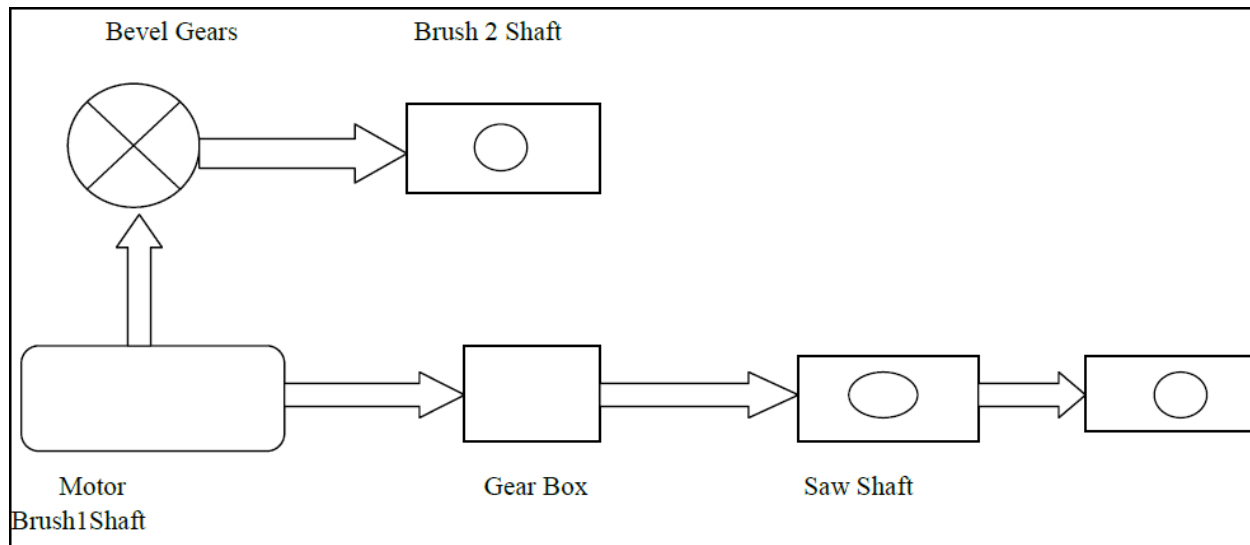 Bevel Gears
Brush 2 Shaft
Motor
Brush1Shaft
Gear Box
Saw Shaft